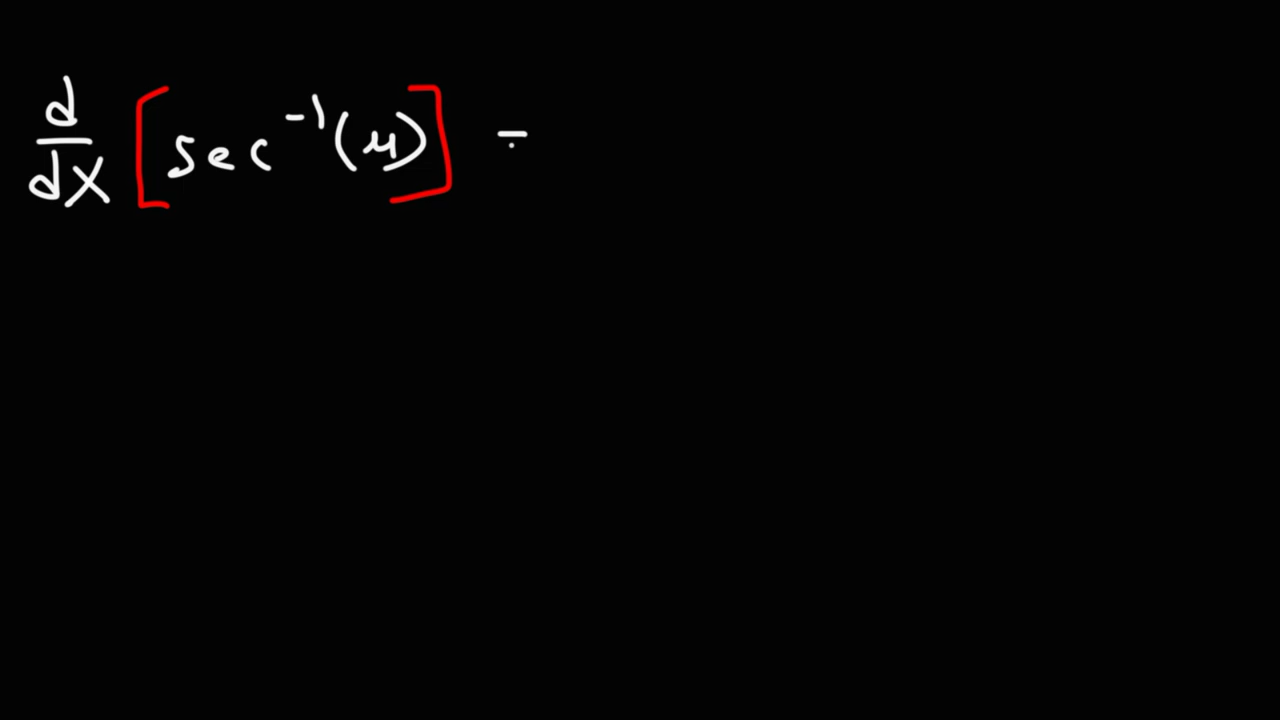 d/dx [sec⁻¹(u)] =